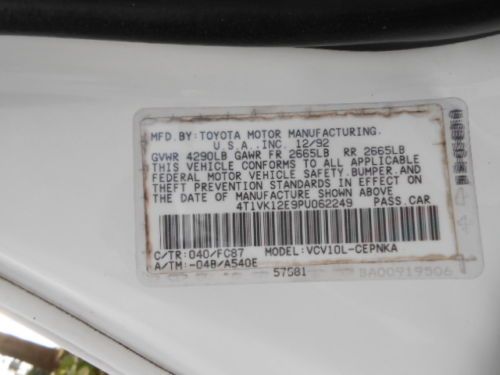 MFD. BY: TOYOTA MOTOR MANUFACTURING.
U.S.A., INC. 12/92
GVWR 4290LB GAWR FR 2665LB RR 2665LB
THIS VEHICLE CONFORMS TO ALL APPLICABLE
FEDERAL MOTOR VEHICLE SAFETY, BUMPER, AND
THEFT PREVENTION STANDARDS IN EFFECT ON
THE DATE OF MANUFACTURE SHOWN ABOVE
4T1VK12E9PU062249 PASS. CAR
C/TR: 040/FC87 MODEL: VCV10L-CEPNKA
A/TM: -04B/A540E
57S81 BA00919506